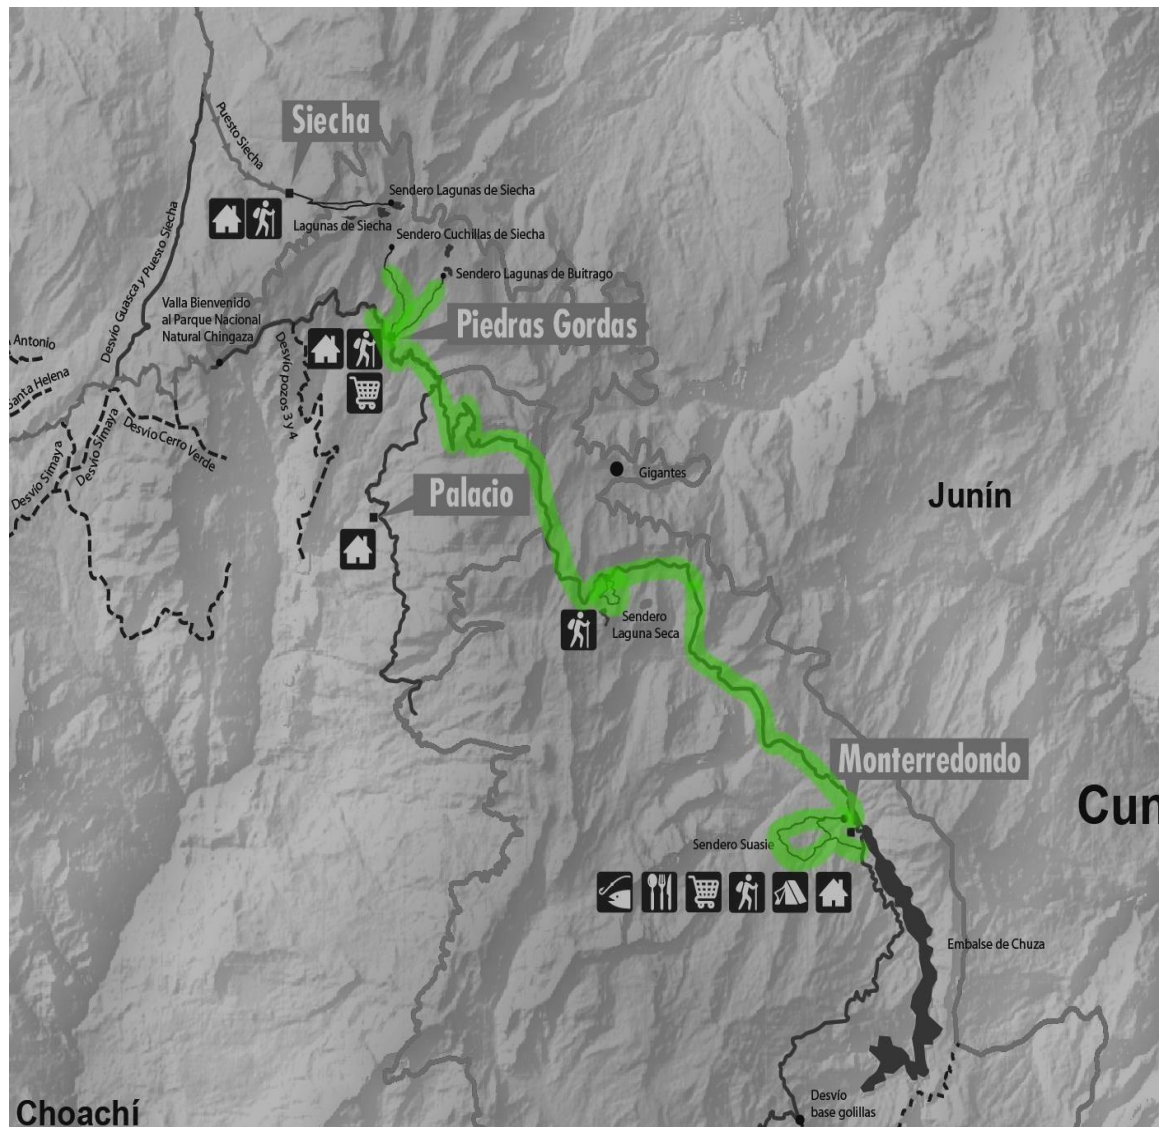 Siecha
Puesto Siecha
Sendero Lagunas de Siecha
Lagunas de Siecha
Sendero Cuchillas de Siecha
Sendero Lagunas de Buitrago
Desvío Guasca y Puesto Siecha
Valla Bienvenido
al Parque Nacional
Natural Chingaza
Piedras Gordas
Antonio
Santa Helena
Desvío pozos 3 y 4
Desvío Simaya
Desvío Simaya
Desvío Cerro Verde
Gigantes
Palacio
Junín
Sendero
Laguna Seca
Monterredondo
Cun
Sendero Suasie
Embalse de Chuza
Desvío
base golillas
Choachí